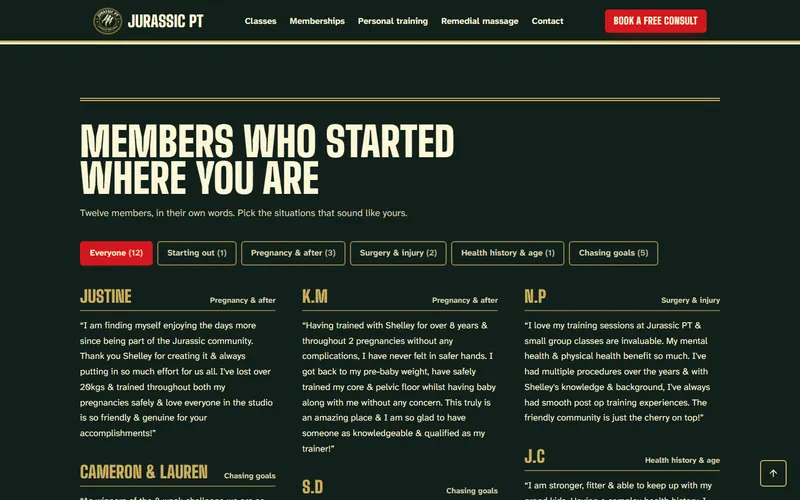 JURASSIC PT
Classes
Memberships
Personal training
Remedial massage
Contact
BOOK A FREE CONSULT
MEMBERS WHO STARTED
WHERE YOU ARE
Twelve members, in their own words. Pick the situations that sound like yours.
Everyone (12)
Starting out (1)
Pregnancy & after (3)
Surgery & injury (2)
Health history & age (1)
Chasing goals (5)
JUSTINE
Pregnancy & after
“I am finding myself enjoying the days more
since being part of the Jurassic community.
Thank you Shelley for creating it & always
putting in so much effort for us all. I've lost over
20kgs & trained throughout both my
pregnancies safely & love everyone in the studio
is so friendly & genuine for your
accomplishments!”
CAMERON & LAUREN
Chasing goals
K.M
Pregnancy & after
“Having trained with Shelley for over 8 years &
throughout 2 pregnancies without any
complications, I have never felt in safer hands. I
got back to my pre-baby weight, have safely
trained my core & pelvic floor whilst having baby
along with me without any concern. This truly is
an amazing place & I am so glad to have
someone as knowledgeable & qualified as my
trainer!”
S.D
Chasing goals
N.P
Surgery & injury
“I love my training sessions at Jurassic PT &
small group classes are invaluable. My mental
health & physical health benefit so much. I've
had multiple procedures over the years & with
Shelley's knowledge & background, I've always
had smooth post op training experiences. The
friendly community is just the cherry on top!”
J.C
Health history & age
“I am stronger, fitter & able to keep up with my